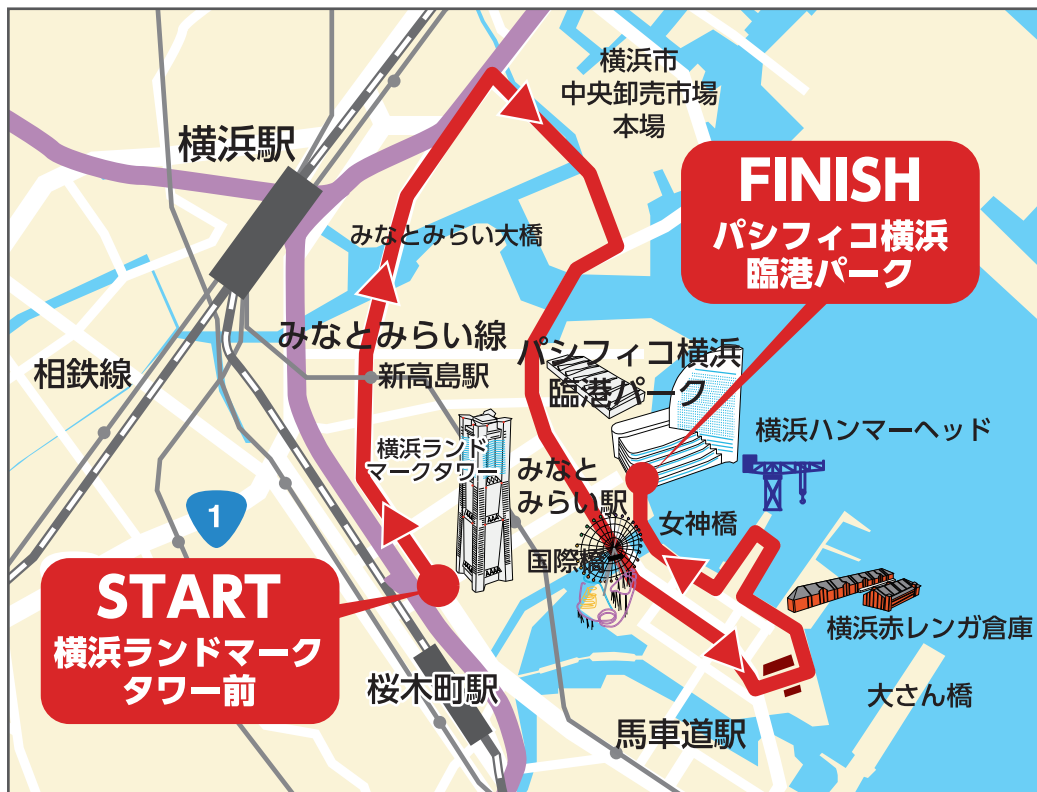 横浜市
中央卸売市場
本場
横浜駅
FINISH
パシフィコ横浜
臨港パーク
みなとみらい大橋
みなとみらい線
パシフィコ横浜
臨港パーク
相鉄線
新高島駅
横浜ランド
マークタワー
横浜ハンマーヘッド
みなと
みらい駅
1
女神橋
国際橋
START
横浜ランドマーク
タワー前
横浜赤レンガ倉庫
桜木町駅
大さん橋
馬車道駅